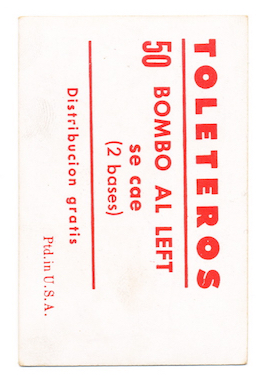 TOLETEROS
50 BOMBO AL LEFT
se cae
(2 bases)
Distribucion gratis
Ptd. in U.S.A.